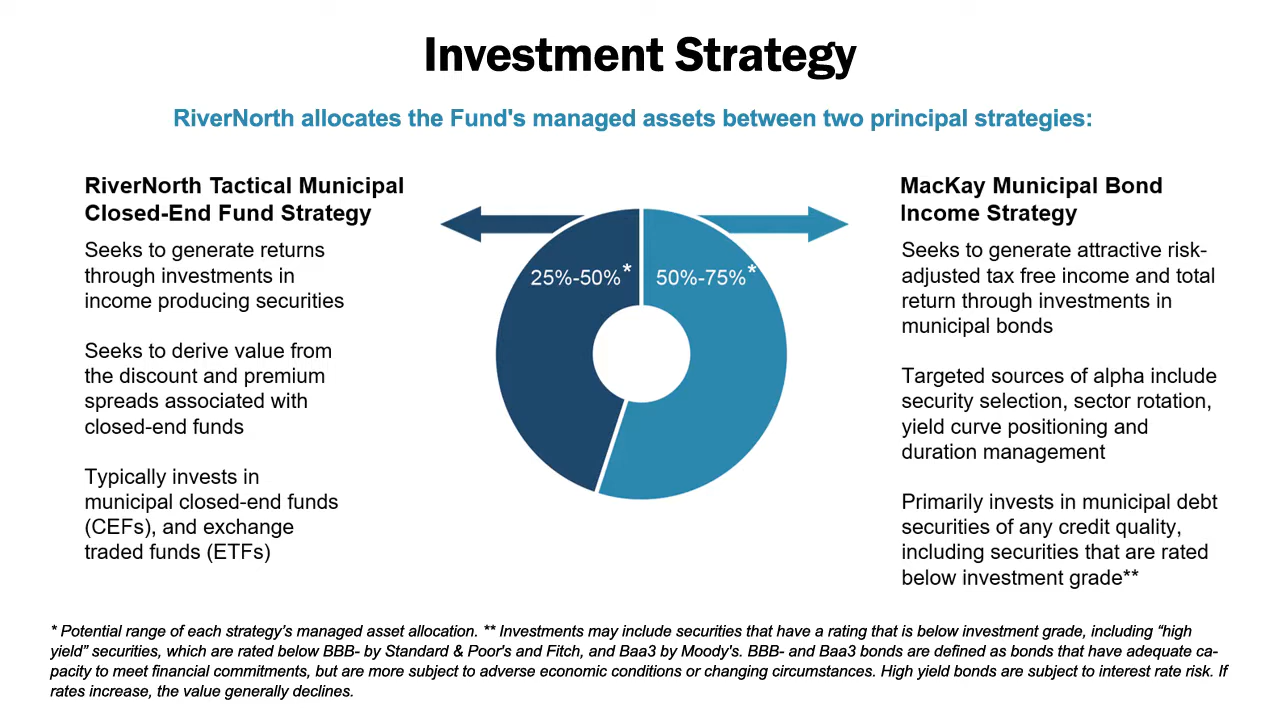 Investment Strategy
RiverNorth allocates the Fund's managed assets between two principal strategies:
RiverNorth Tactical Municipal
Closed-End Fund Strategy
Seeks to generate returns
through investments in
income producing securities
Seeks to derive value from
the discount and premium
spreads associated with
closed-end funds
Typically invests in
municipal closed-end funds
(CEFs), and exchange
traded funds (ETFs)
25%-50%*
50%-75%*
MacKay Municipal Bond
Income Strategy
Seeks to generate attractive risk-
adjusted tax free income and total
return through investments in
municipal bonds
Targeted sources of alpha include
security selection, sector rotation,
yield curve positioning and
duration management
Primarily invests in municipal debt
securities of any credit quality,
including securities that are rated
below investment grade**
* Potential range of each strategy's managed asset allocation. ** Investments may include securities that have a rating that is below investment grade, including “high
yield” securities, which are rated below BBB- by Standard & Poor's and Fitch, and Baa3 by Moody's. BBB- and Baa3 bonds are defined as bonds that have adequate ca-
pacity to meet financial commitments, but are more subject to adverse economic conditions or changing circumstances. High yield bonds are subject to interest rate risk. If
rates increase, the value generally declines.